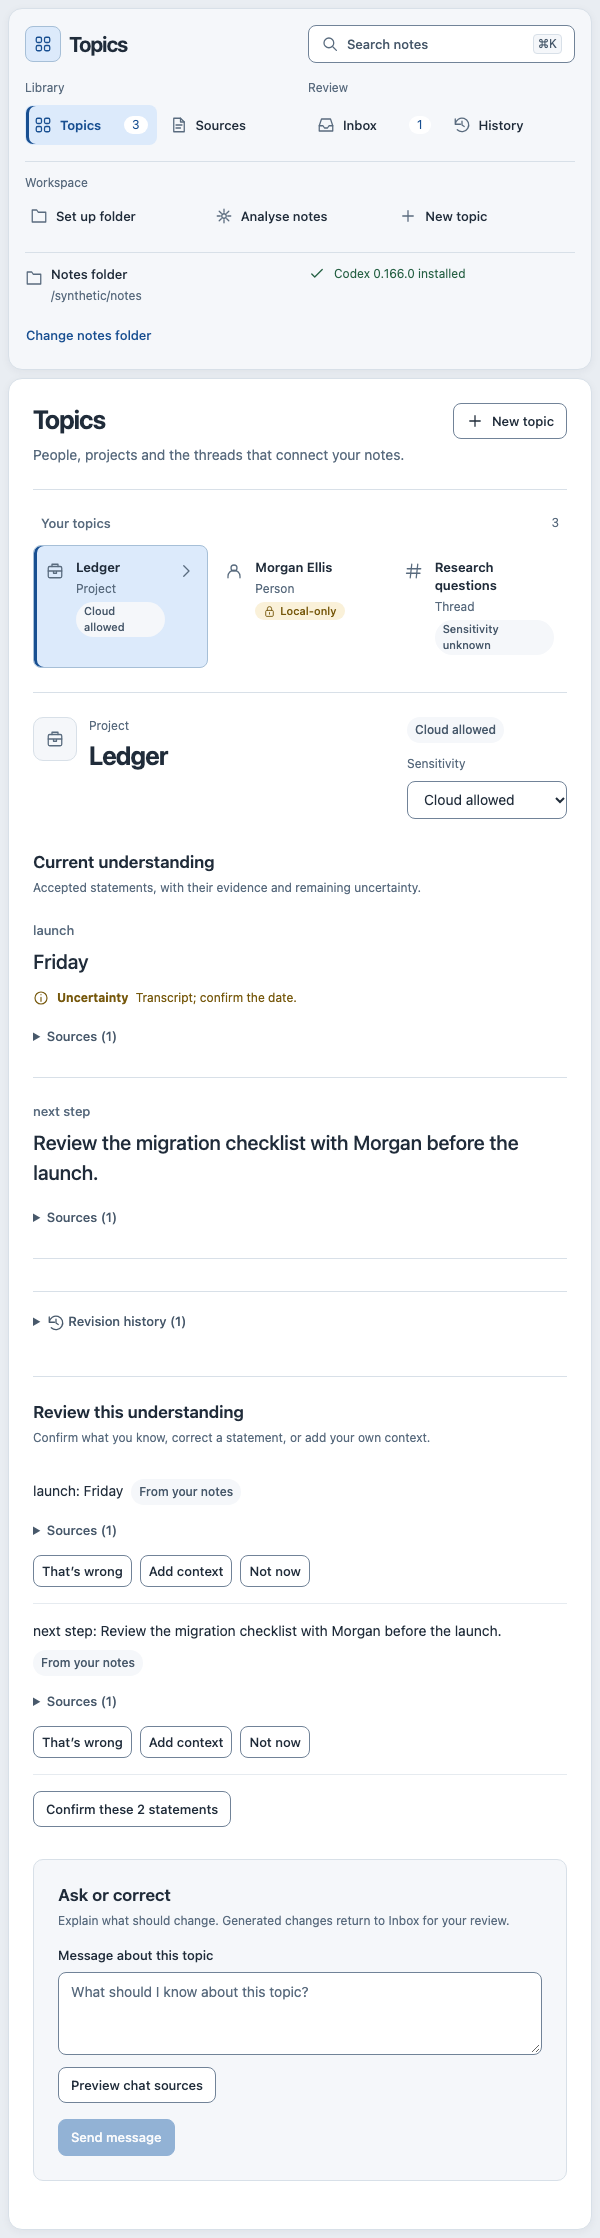 Topics
Search notes
⌘K
Library
Review
Topics
3
Sources
Inbox
1
History
Workspace
Set up folder
Analyse notes
New topic
Notes folder
/synthetic/notes
Codex 0.166.0 installed
Change notes folder
Topics
New topic
People, projects and the threads that connect your notes.
Your topics
3
Ledger
Project
Cloud
allowed
Morgan Ellis
Person
Local-only
Research
questions
Thread
Sensitivity
unknown
Project
Ledger
Cloud allowed
Sensitivity
Cloud allowed
Current understanding
Accepted statements, with their evidence and remaining uncertainty.
launch
Friday
Uncertainty Transcript; confirm the date.
Sources (1)
next step
Review the migration checklist with Morgan before the
launch.
Sources (1)
Revision history (1)
Review this understanding
Confirm what you know, correct a statement, or add your own context.
launch: Friday
From your notes
Sources (1)
That's wrong
Add context
Not now
next step: Review the migration checklist with Morgan before the launch.
From your notes
Sources (1)
That's wrong
Add context
Not now
Confirm these 2 statements
Ask or correct
Explain what should change. Generated changes return to Inbox for your review.
Message about this topic
What should I know about this topic?
Preview chat sources
Send message